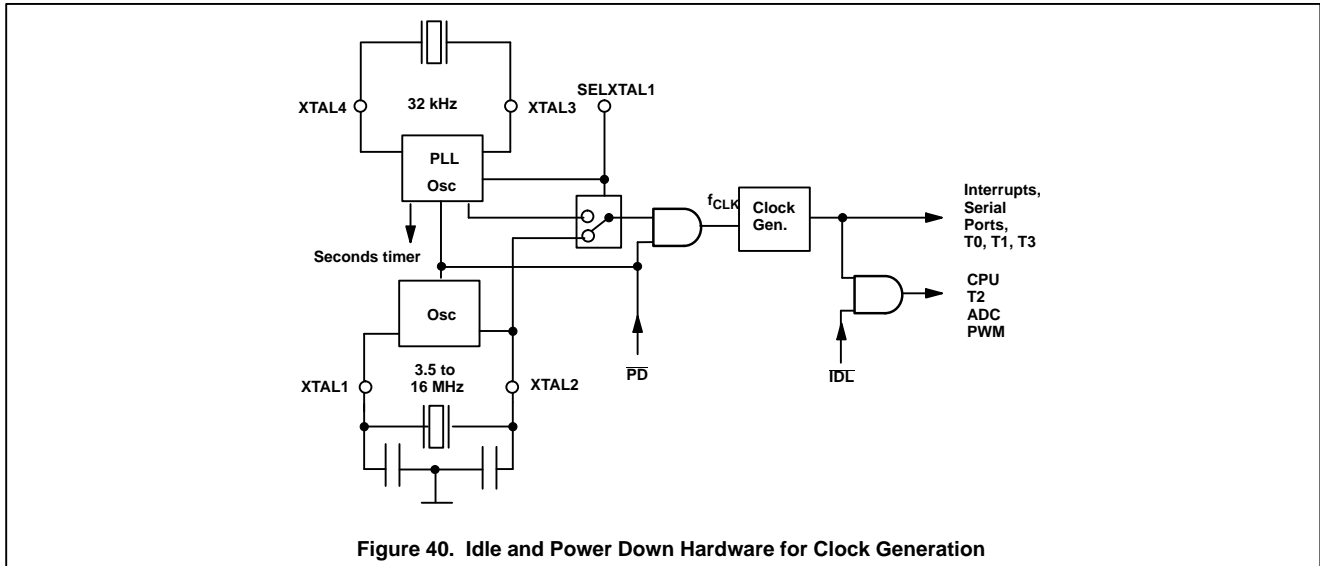 XTAL4
32 kHz
XTAL3
SELXTAL1
PLL
Osc
Seconds timer
fCLK
Clock
Gen.
Interrupts,
Serial
Ports,
T0, T1, T3
CPU
T2
ADC
PWM
Osc
XTAL1
3.5 to
16 MHz
XTAL2
PD
IDL
Figure 40. Idle and Power Down Hardware for Clock Generation